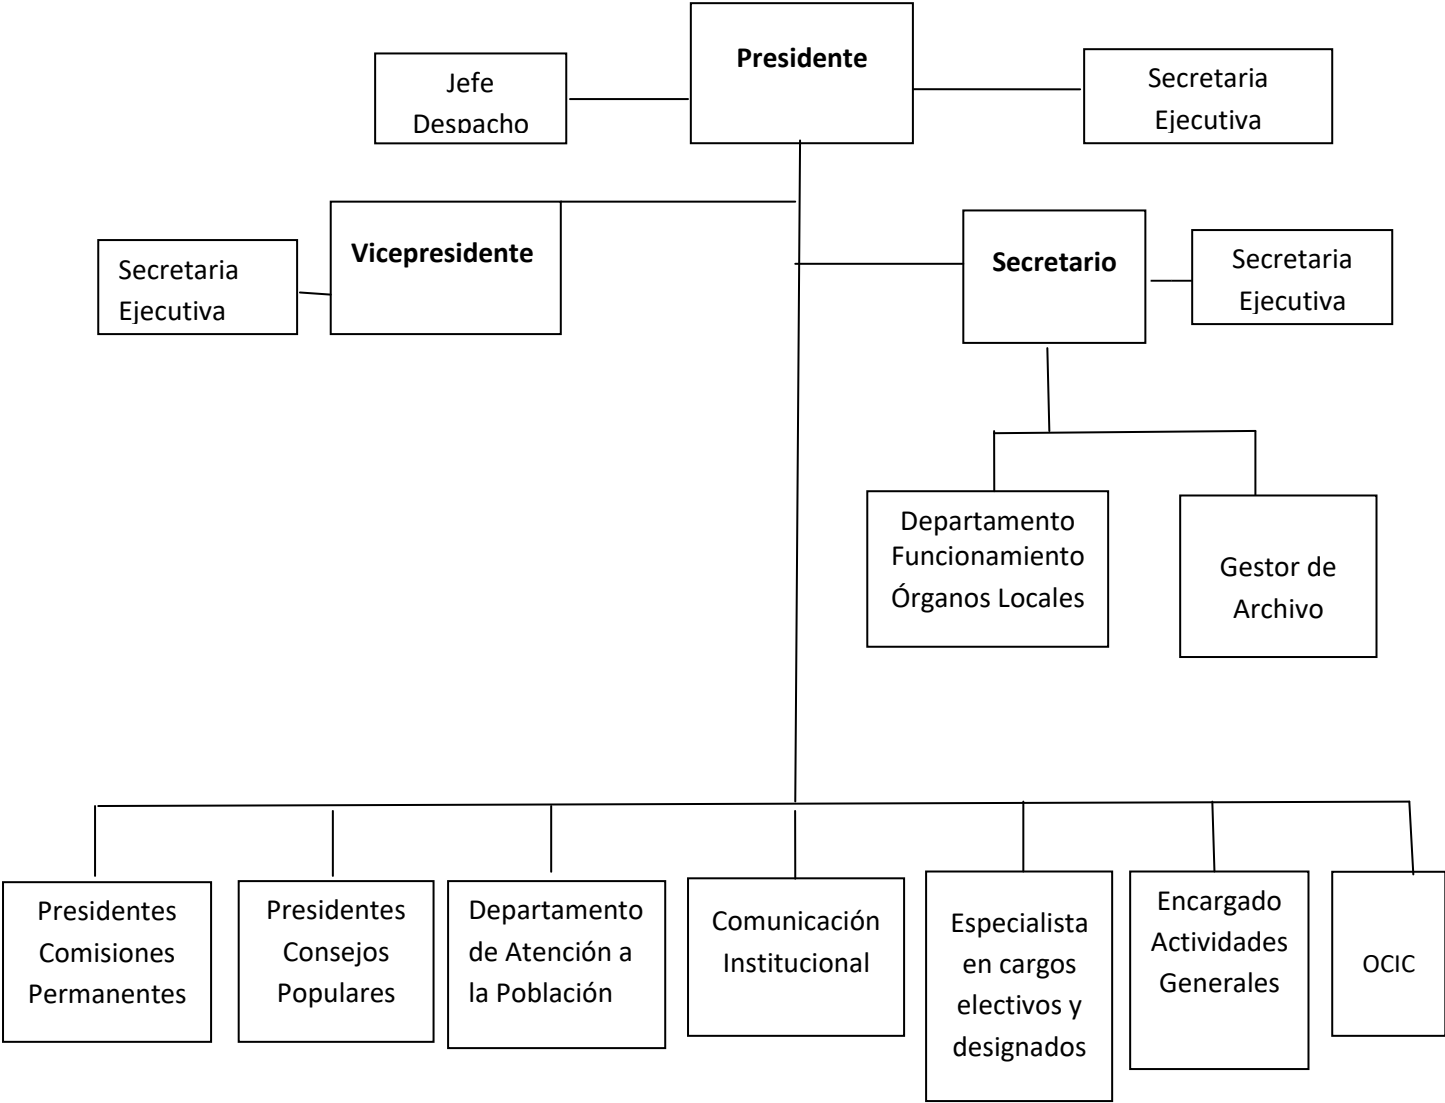 Presidente
Jefe
Despacho
Secretaria
Ejecutiva
Vicepresidente
Secretaria
Ejecutiva
Secretario
Secretaria
Ejecutiva
Departamento
Funcionamiento
Órganos Locales
Gestor de
Archivo
Presidentes
Comisiones
Permanentes
Presidentes
Consejos
Populares
Departamento
de Atención a
la Población
Comunicación
Institucional
Especialista
en cargos
electivos y
designados
Encargado
Actividades
Generales
OCIC